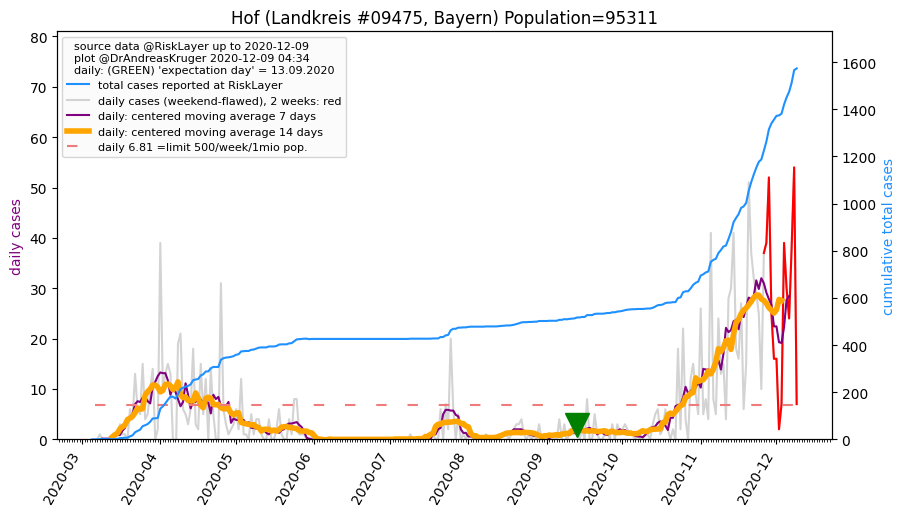 Hof (Landkreis #09475, Bayern) Population=95311
source data @RiskLayer up to 2020-12-09
plot @DrAndreasKruger 2020-12-09 04:34
daily: (GREEN) 'expectation day' = 13.09.2020
total cases reported at RiskLayer
daily cases (weekend-flawed), 2 weeks: red
daily: centered moving average 7 days
daily: centered moving average 14 days
daily 6.81 =limit 500/week/1mio pop.
daily cases
80
70
60
50
40
30
20
10
0
cumulative total cases
1600
1400
1200
1000
800
600
400
200
0
2020-03
2020-04
2020-05
2020-06
2020-07
2020-08
2020-09
2020-10
2020-11
2020-12